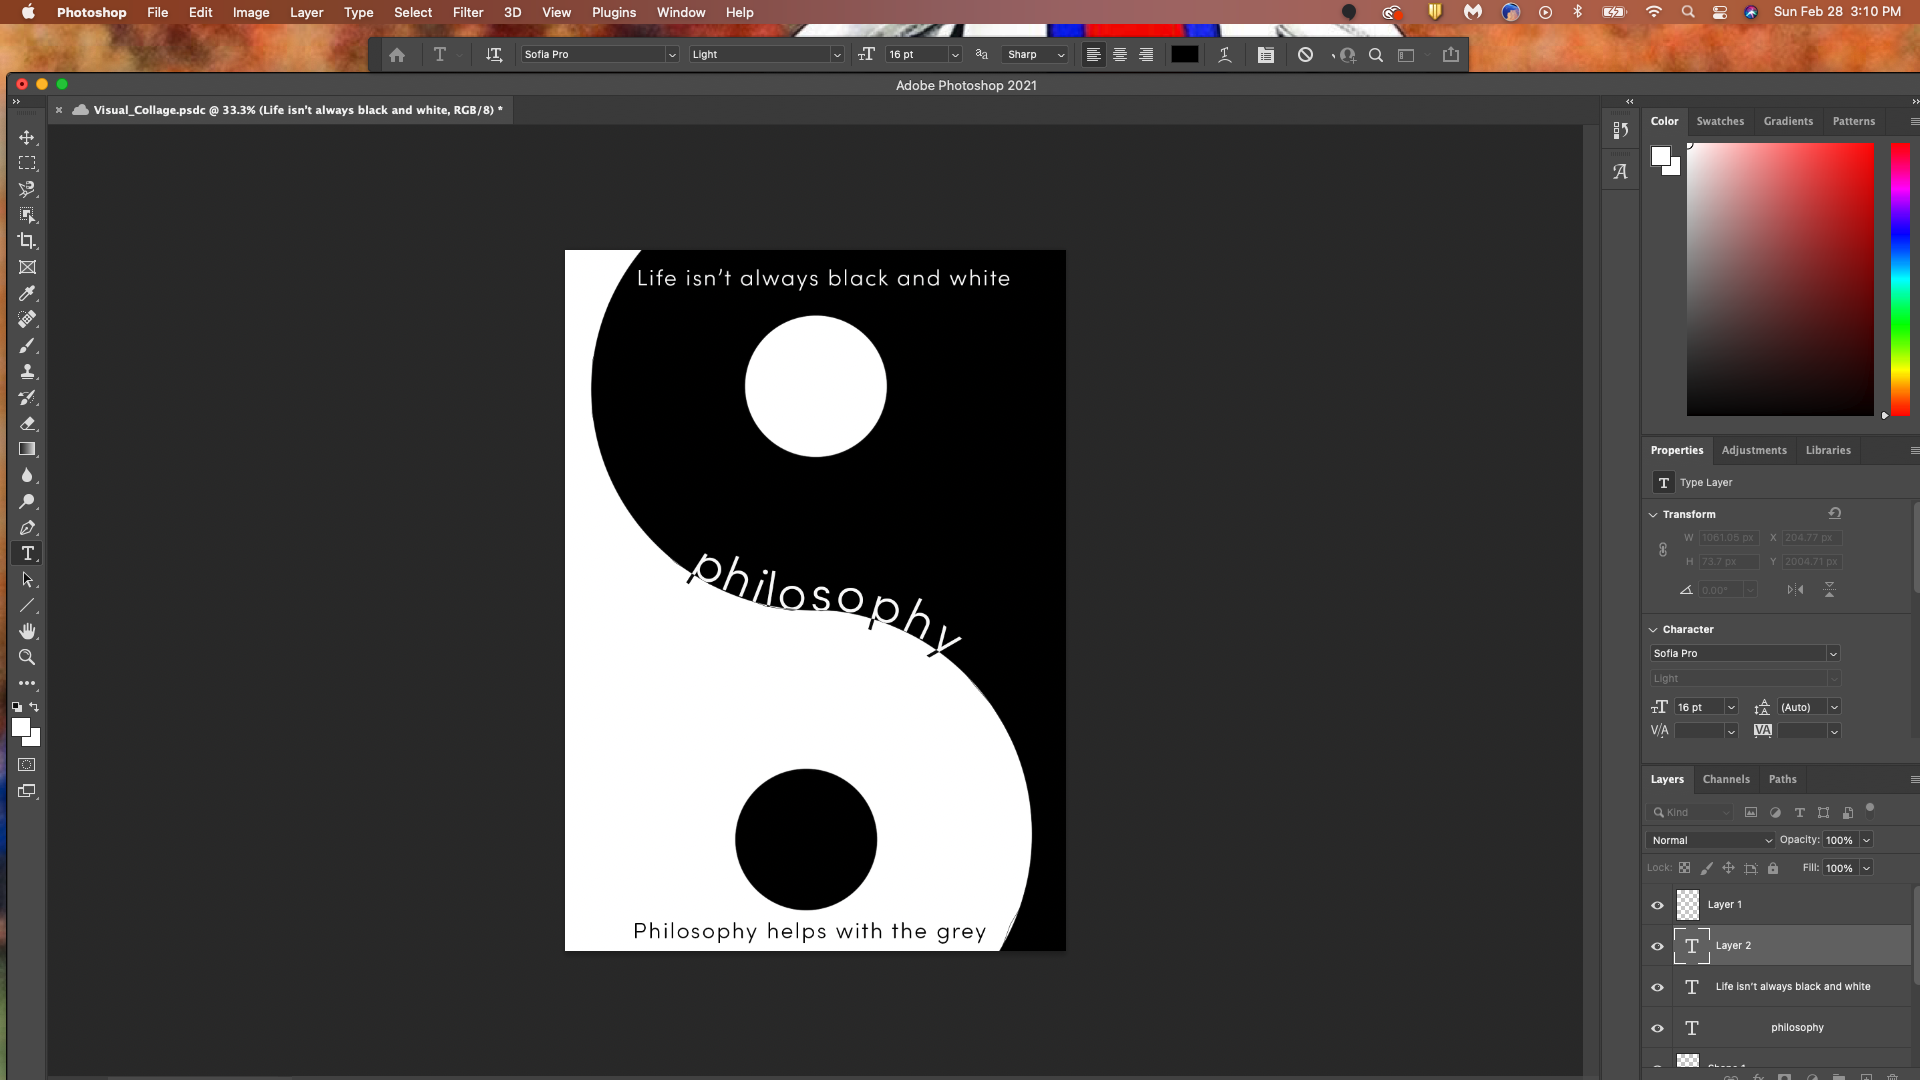 Photoshop File Edit Image Layer Type Select Filter 3D View Plugins Window Help Sun Feb 28 3:10 PM
Sofia Pro Light 16 pt aa Sharp
Adobe Photoshop 2021
Visual_Collage.psdc @ 33.3% (Life isn't always black and white, RGB/8) *
Color Swatches Gradients Patterns
Life isn't always black and white
philosophy
Philosophy helps with the grey
Properties Adjustments Libraries
T Type Layer
Transform
W 1061.05 px X 204.77 px
H 73.7 px Y 2004.71 px
0.00°
Character
Sofia Pro
Light
16 pt (Auto)
V/A VA
Layers Channels Paths
Kind
Normal Opacity: 100%
Lock: Fill: 100%
Layer 1
T Layer 2
T Life isn't always black and white
T philosophy